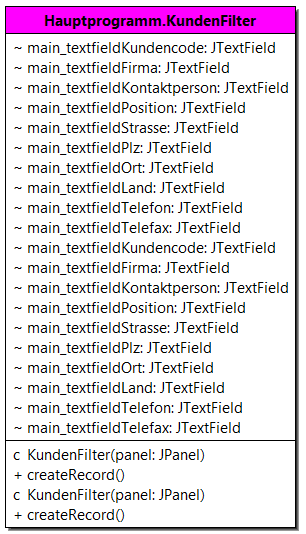 Hauptprogramm.KundenFilter
~ main_textfieldKundencode: JTextField
~ main_textfieldFirma: JTextField
~ main_textfieldKontaktperson: JTextField
~ main_textfieldPosition: JTextField
~ main_textfieldStrasse: JTextField
~ main_textfieldPlz: JTextField
~ main_textfieldOrt: JTextField
~ main_textfieldLand: JTextField
~ main_textfieldTelefon: JTextField
~ main_textfieldTelefax: JTextField
~ main_textfieldKundencode: JTextField
~ main_textfieldFirma: JTextField
~ main_textfieldKontaktperson: JTextField
~ main_textfieldPosition: JTextField
~ main_textfieldStrasse: JTextField
~ main_textfieldPlz: JTextField
~ main_textfieldOrt: JTextField
~ main_textfieldLand: JTextField
~ main_textfieldTelefon: JTextField
~ main_textfieldTelefax: JTextField
c KundenFilter(panel: JPanel)
+ createRecord()
c KundenFilter(panel: JPanel)
+ createRecord()